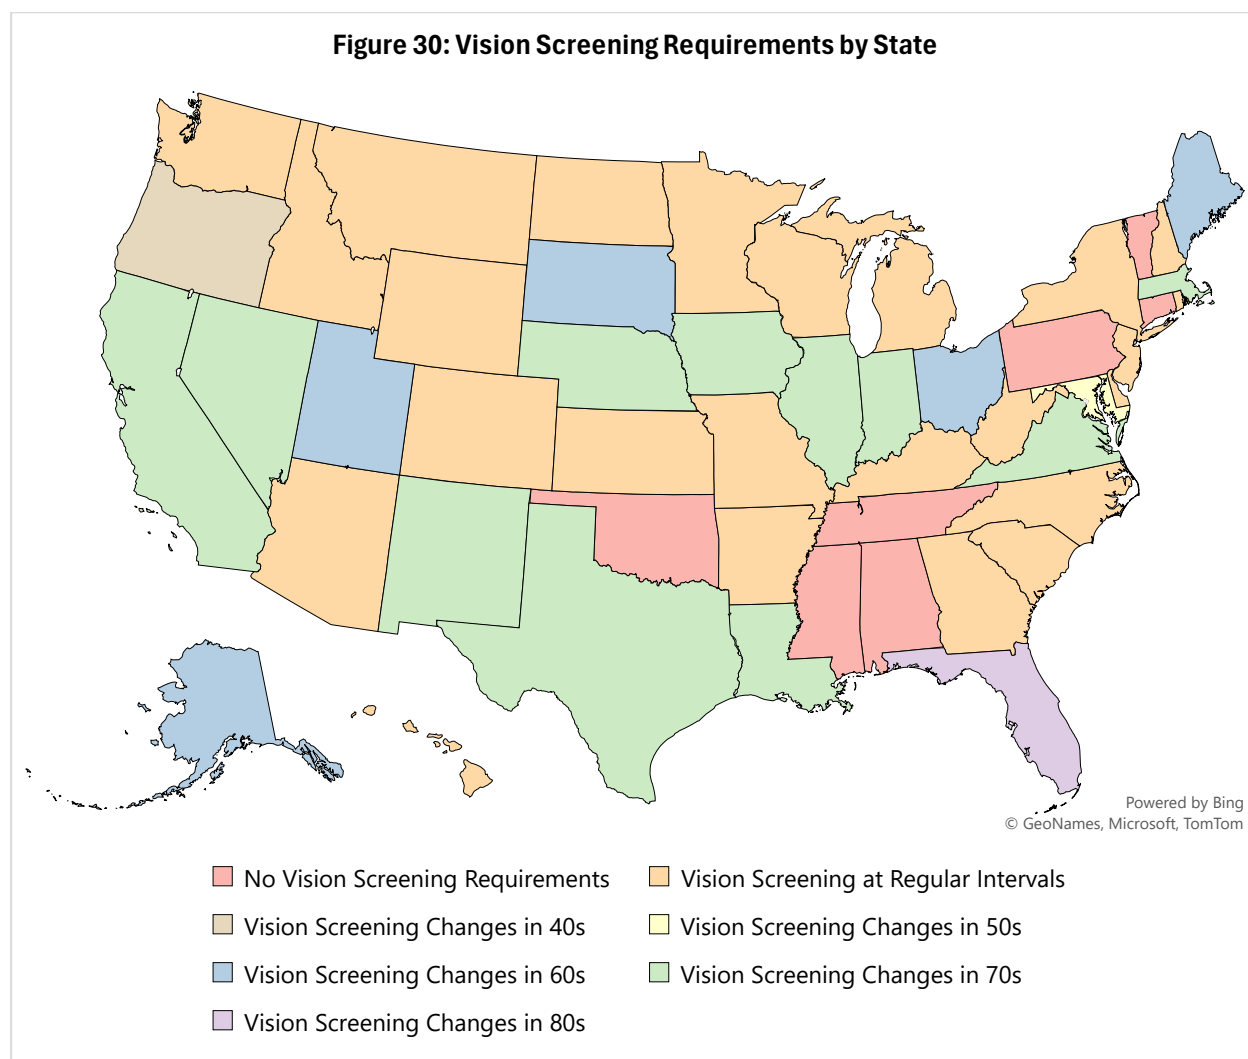 Figure 30: Vision Screening Requirements by State
Powered by Bing
© GeoNames, Microsoft, TomTom
No Vision Screening Requirements
Vision Screening at Regular Intervals
Vision Screening Changes in 40s
Vision Screening Changes in 50s
Vision Screening Changes in 60s
Vision Screening Changes in 70s
Vision Screening Changes in 80s